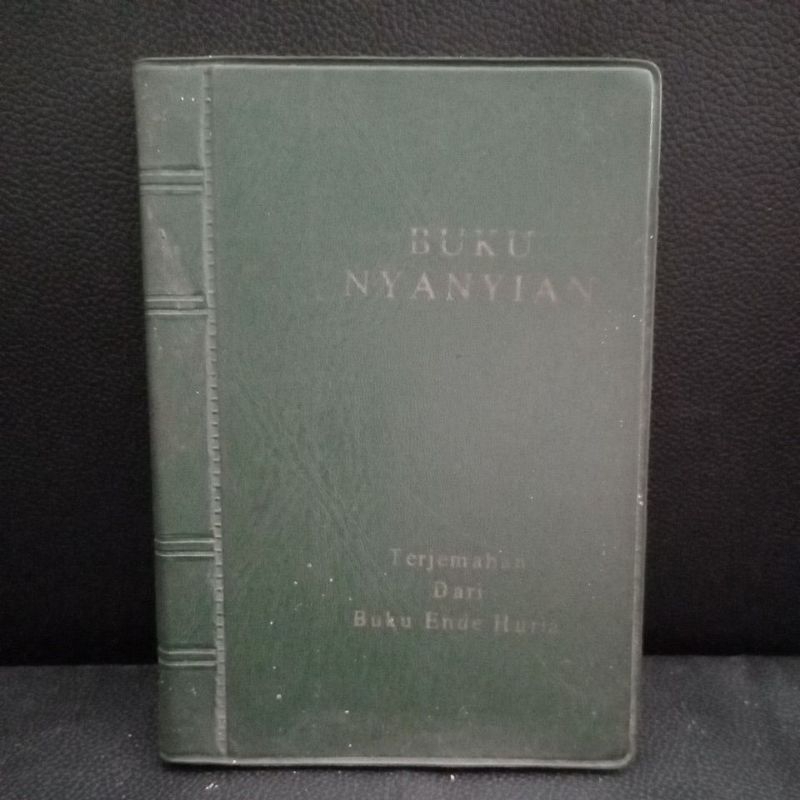 BUKU
NYANYIAN
Terjemahan
Dari
Buku Ende Huria